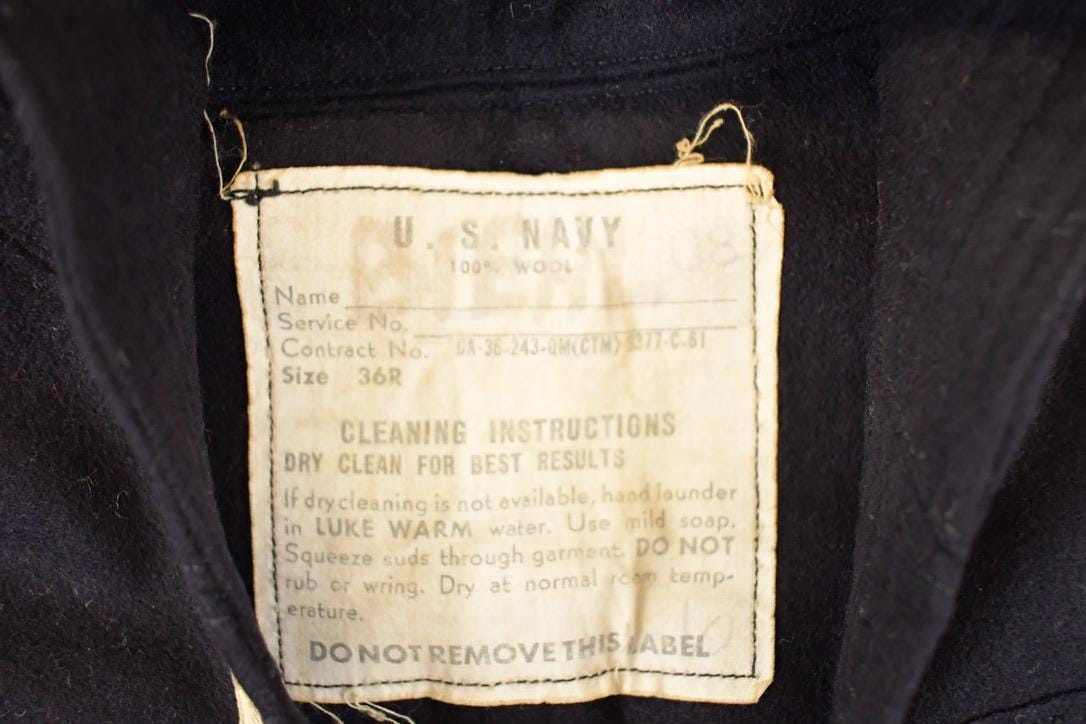 U. S. NAVY
100% WOOL
Name
Service No.
Contract No. DA-36-243-QM(CTM) 8377-C-61
Size 36R
CLEANING INSTRUCTIONS
DRY CLEAN FOR BEST RESULTS
If drycleaning is not available, hand launder
in LUKE WARM water. Use mild soap.
Squeeze suds through garment. DO NOT
rub or wring. Dry at normal room temp-
erature.
DO NOT REMOVE THIS LABEL